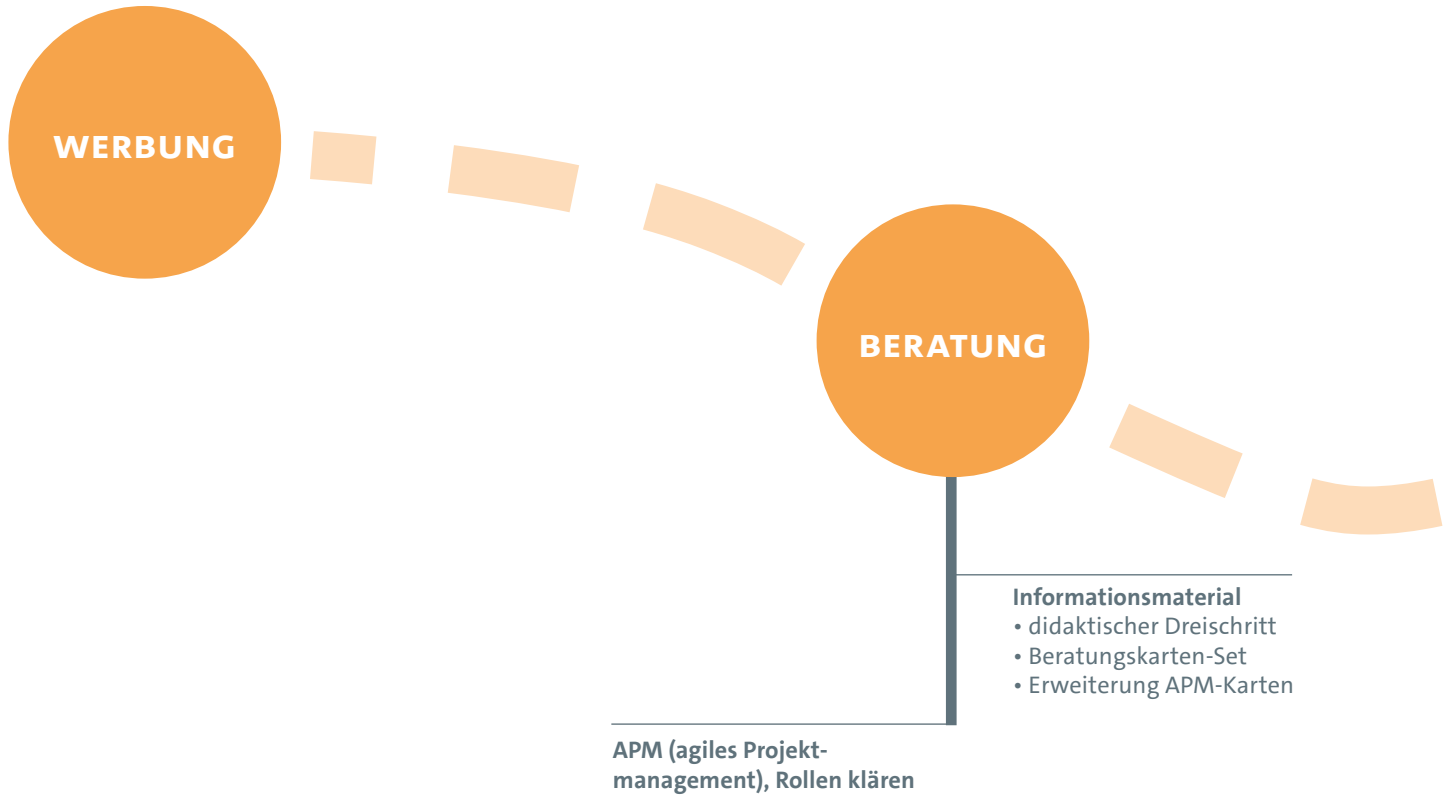 WERBUNG
BERATUNG
Informationsmaterial
• didaktischer Dreischritt
• Beratungskarten-Set
• Erweiterung APM-Karten
APM (agiles Projekt-
management), Rollen klären